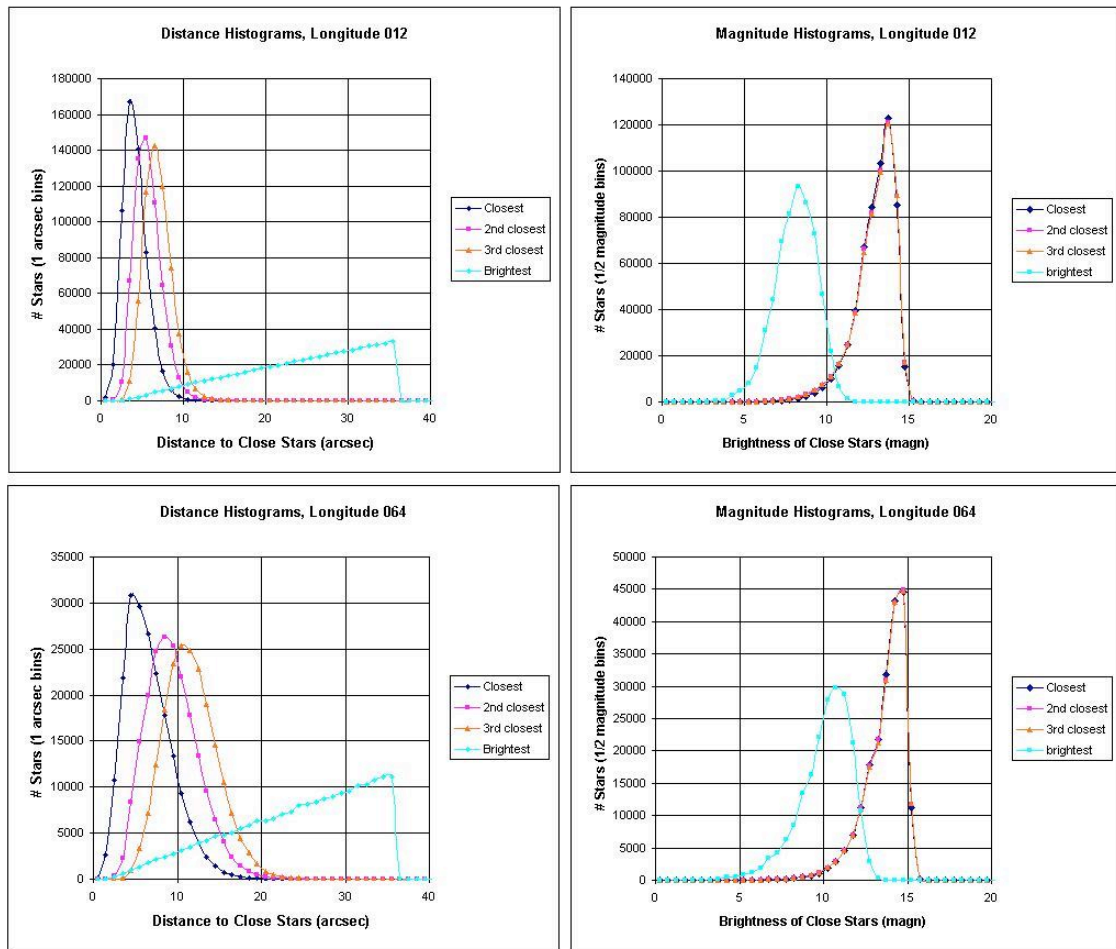 Distance Histograms, Longitude 012
# Stars (1 arcsec bins)
180000
160000
140000
120000
100000
80000
60000
40000
20000
0
0 10 20 30 40
Distance to Close Stars (arcsec)
Closest
2nd closest
3rd closest
Brightest
Magnitude Histograms, Longitude 012
# Stars (1/2 magnitude bins)
140000
120000
100000
80000
60000
40000
20000
0
0 5 10 15 20
Brightness of Close Stars (magn)
Closest
2nd closest
3rd closest
brightest
Distance Histograms, Longitude 064
# Stars (1 arcsec bins)
35000
30000
25000
20000
15000
10000
5000
0
0 10 20 30 40
Distance to Close Stars (arcsec)
Closest
2nd closest
3rd closest
Brightest
Magnitude Histograms, Longitude 064
# Stars (1/2 magnitude bins)
50000
45000
40000
35000
30000
25000
20000
15000
10000
5000
0
0 5 10 15 20
Brightness of Close Stars (magn)
Closest
2nd closest
3rd closest
brightest